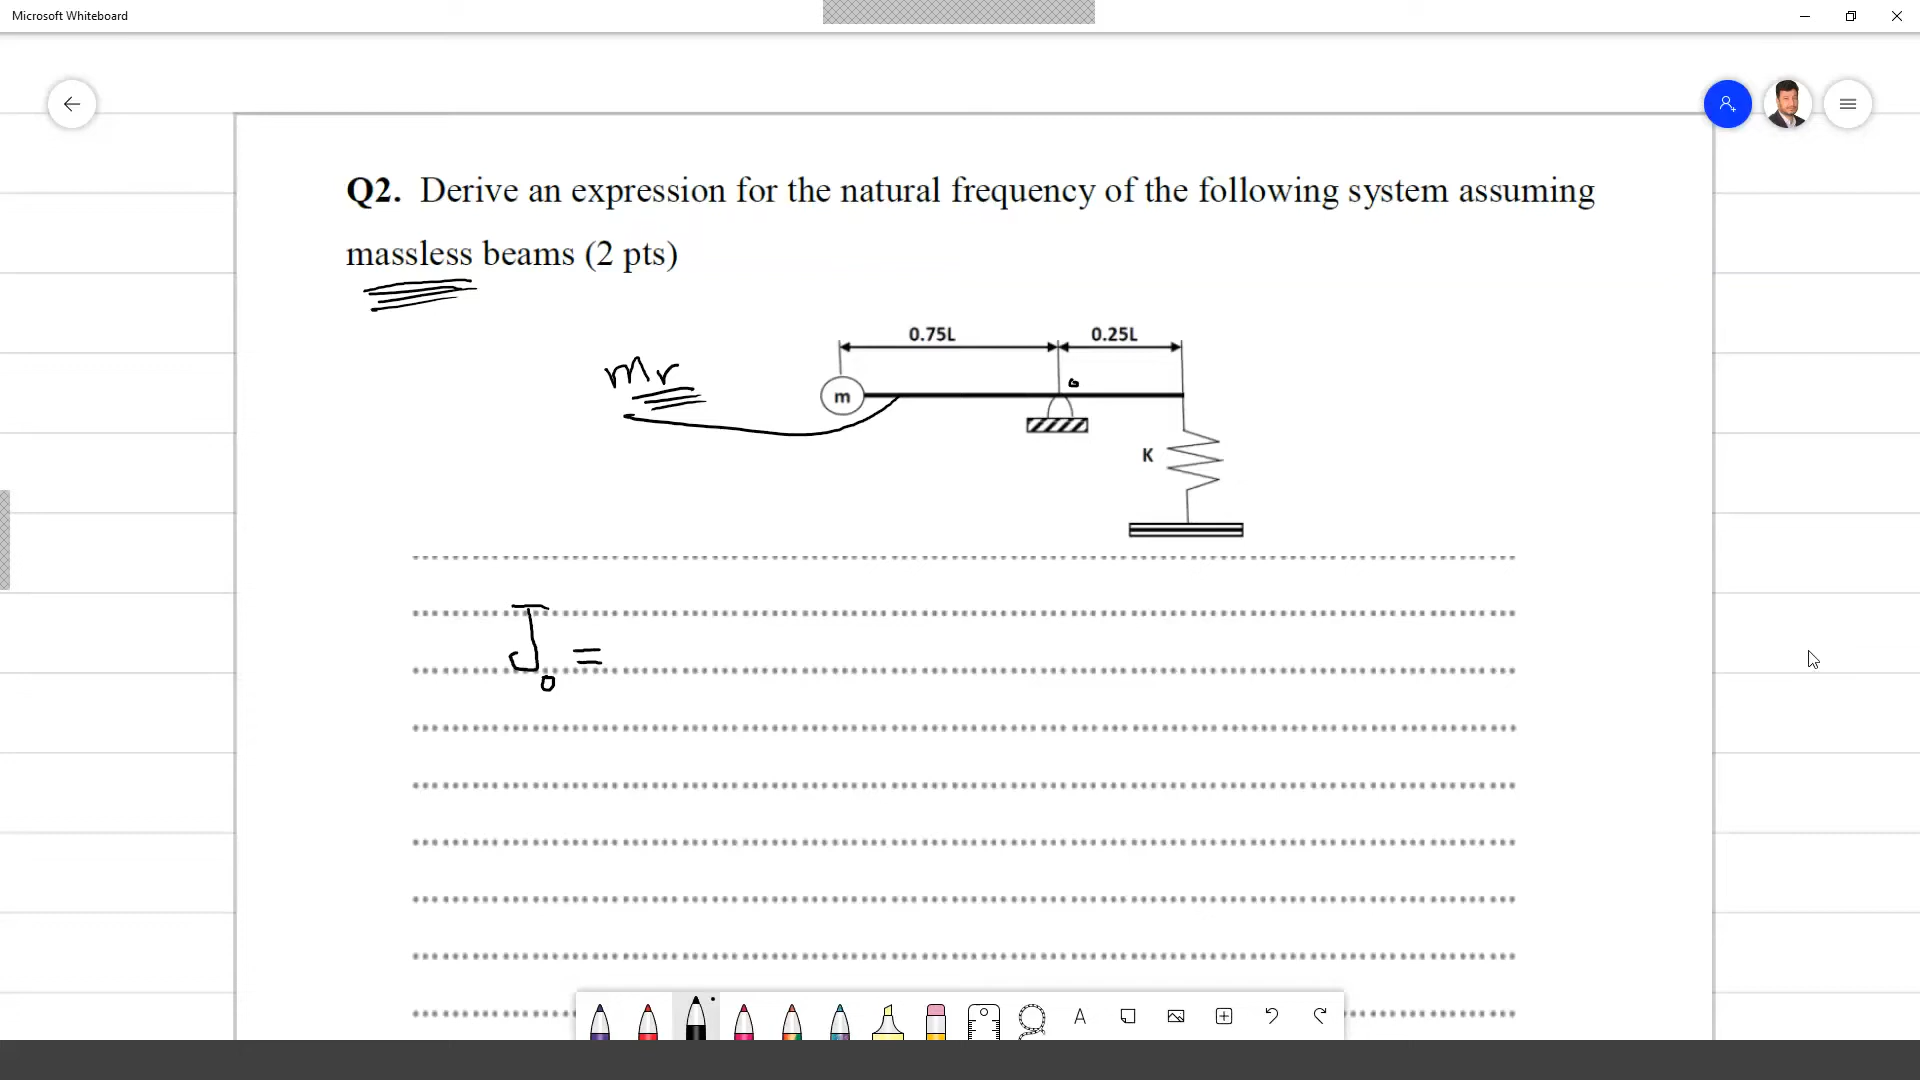 Microsoft Whiteboard
Q2. Derive an expression for the natural frequency of the following system assuming
massless beams (2 pts)
0.75L 0.25L
mr
m
o
K
J₀ =
A